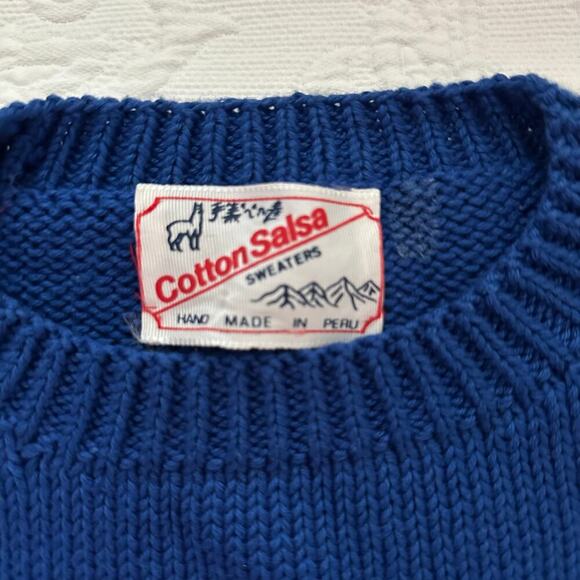 Cotton Salsa
SWEATERS
HAND MADE IN PERU